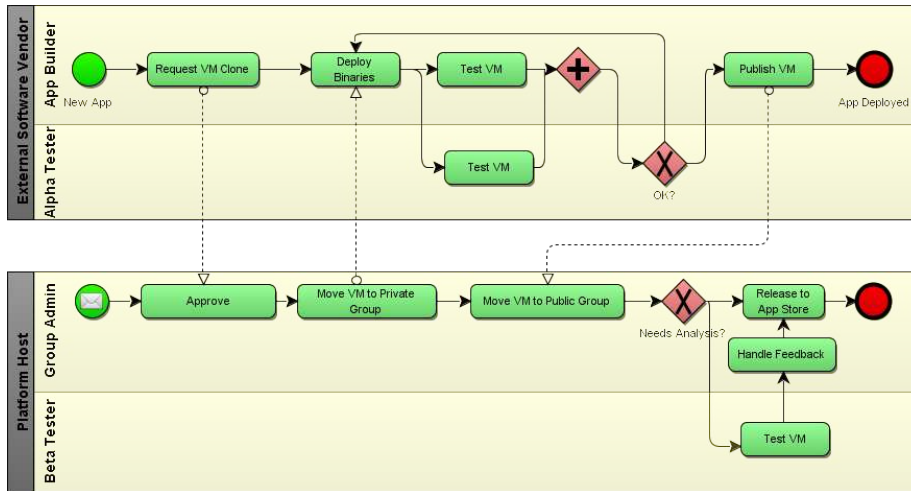 External Software Vendor
App Builder
Alpha Tester
New App
Request VM Clone
Deploy
Binaries
Test VM
Test VM
OK?
Publish VM
App Deployed
Platform Host
Group Admin
Beta Tester
Approve
Move VM to Private
Group
Move VM to Public Group
Needs Analysis?
Release to
App Store
Handle Feedback
Test VM